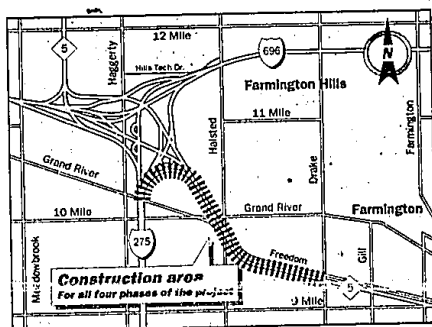 12 Mile
5
696
N
Haggerty
Hills Tech Dr.
Farmington Hills
11 Mile
Halsted
Drake
Farmington
Grand River
10 Mile
Grand River
Farmington
275
Meadowbrook
Freedom
Gill
5
Construction area
For all four phases of the project
9 Mile